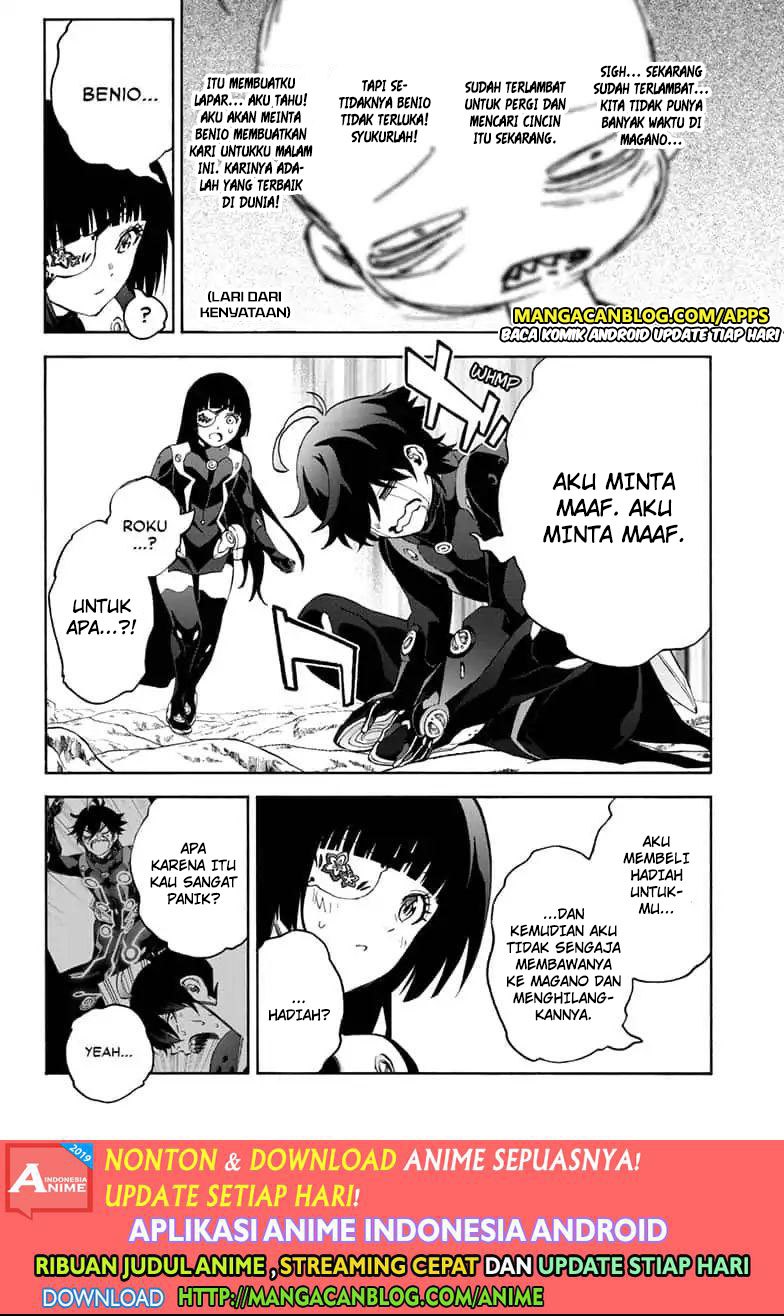 SIGH... SEKARANG
SUDAH TERLAMBAT...
KITA TIDAK PUNYA
BANYAK WAKTU DI
MAGANO...
SUDAH TERLAMBAT
UNTUK PERGI DAN
MENCARI CINCIN
ITU SEKARANG.
TAPI SE-
TIDAKNYA BENIO
TIDAK TERLUKA!
SYUKURLAH!
ITU MEMBUATKU
LAPAR... AKU TAHU!
AKU AKAN MEINTA
BENIO MEMBUATKAN
KARI UNTUKKU MALAM
INI. KARINYA ADA-
LAH YANG TERBAIK
DI DUNIA!
(LARI DARI
KENYATAAN)
BENIO...
?
MANGACANBLOG.COM/APPS
BACA KOMIK ANDROID UPDATE TIAP HARI
WHMP
AKU MINTA
MAAF. AKU
MINTA MAAF.
ROKU
...?
UNTUK
APA...?!
AKU
MEMBELI
HADIAH
UNTUK-
MU...
...DAN
KEMUDIAN AKU
TIDAK SENGAJA
MEMBAWANYA
KE MAGANO DAN
MENGHILANG-
KANNYA.
...
HADIAH?
APA
KARENA ITU
KAU SANGAT
PANIK?
YEAH...
2019
INDONESIA
ANIME
NONTON & DOWNLOAD ANIME SEPUASNYA!
UPDATE SETIAP HARI!
APLIKASI ANIME INDONESIA ANDROID
RIBUAN JUDUL ANIME , STREAMING CEPAT DAN UPDATE STIAP HARI
DOWNLOAD HTTP://MANGACANBLOG.COM/ANIME